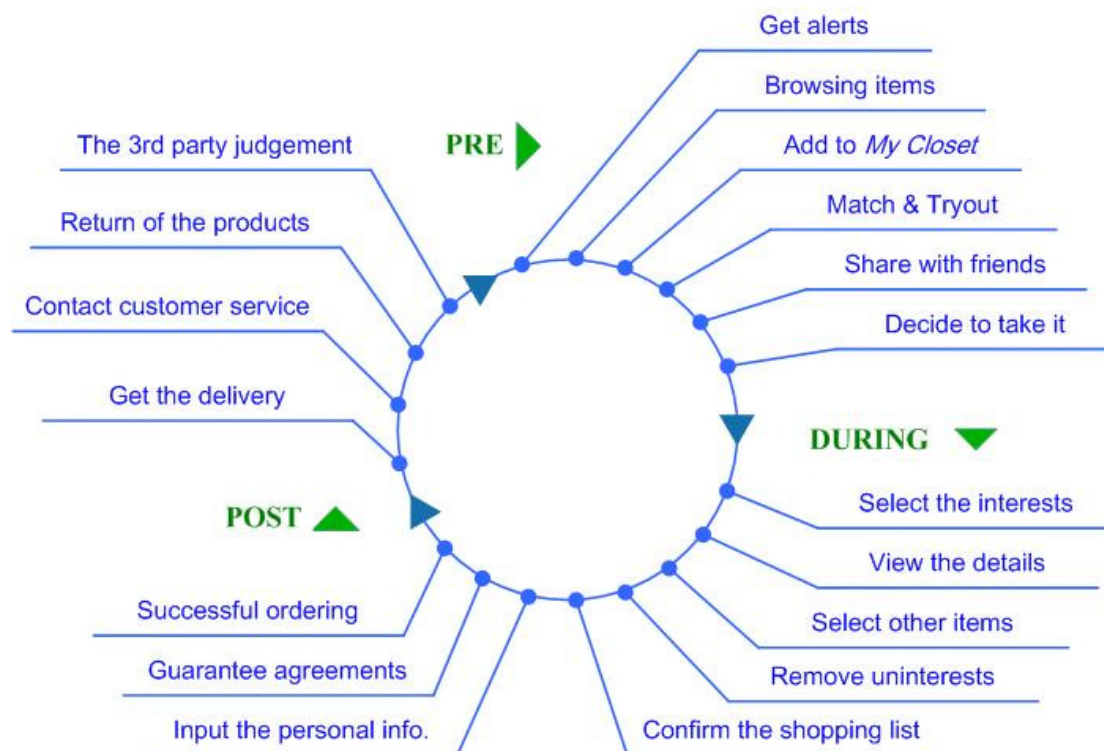 Get alerts
Browsing items
The 3rd party judgement
PRE
Add to My Closet
Return of the products
Match & Tryout
Share with friends
Contact customer service
Decide to take it
Get the delivery
DURING
Select the interests
POST
View the details
Successful ordering
Select other items
Guarantee agreements
Remove uninterests
Input the personal info.
Confirm the shopping list